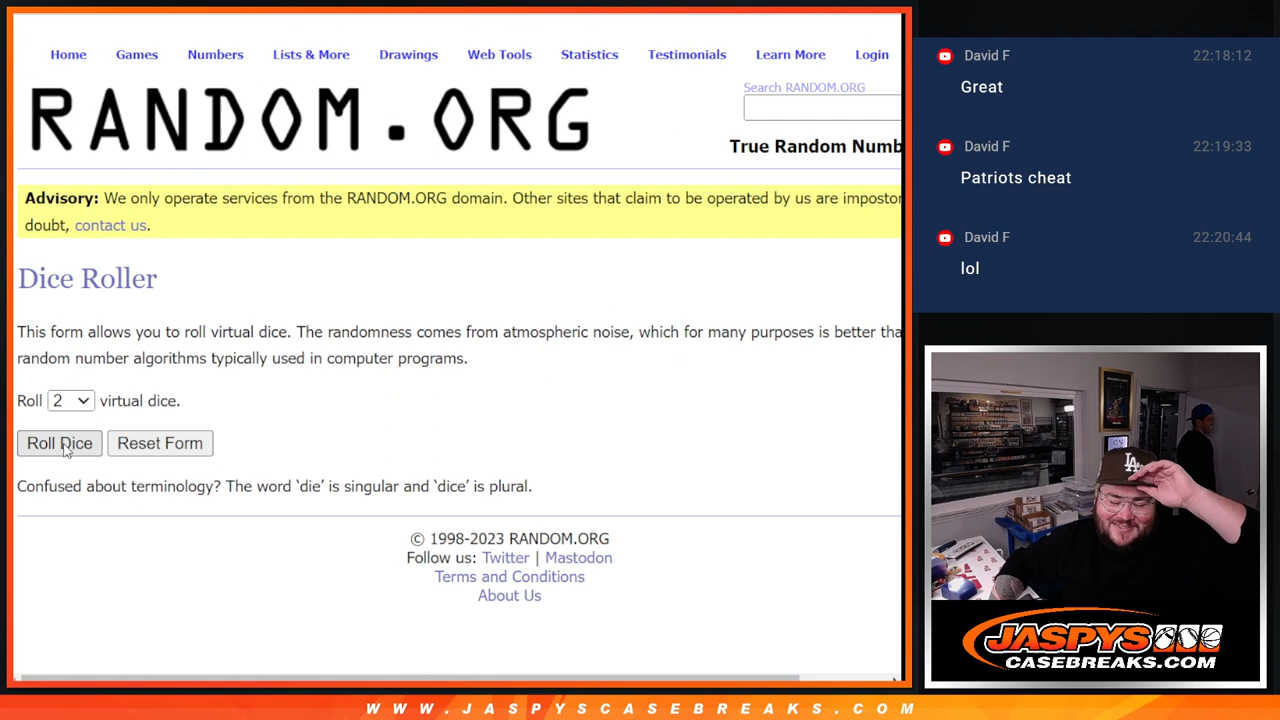 Home Games Numbers Lists & More Drawings Web Tools Statistics Testimonials Learn More Login
RANDOM.ORG
Search RANDOM.ORG
True Random Numb
Advisory: We only operate services from the RANDOM.ORG domain. Other sites that claim to be operated by us are impostor
doubt, contact us.
Dice Roller
This form allows you to roll virtual dice. The randomness comes from atmospheric noise, which for many purposes is better tha
random number algorithms typically used in computer programs.
Roll 2 virtual dice.
Roll Dice Reset Form
Confused about terminology? The word ‘die’ is singular and ‘dice’ is plural.
© 1998-2023 RANDOM.ORG
Follow us: Twitter | Mastodon
Terms and Conditions
About Us
David F 22:18:12
Great
David F 22:19:33
Patriots cheat
David F 22:20:44
lol
LA
JASPYS
CASEBREAKS.COM
WWW.JASPYSCASEBREAKS.COM